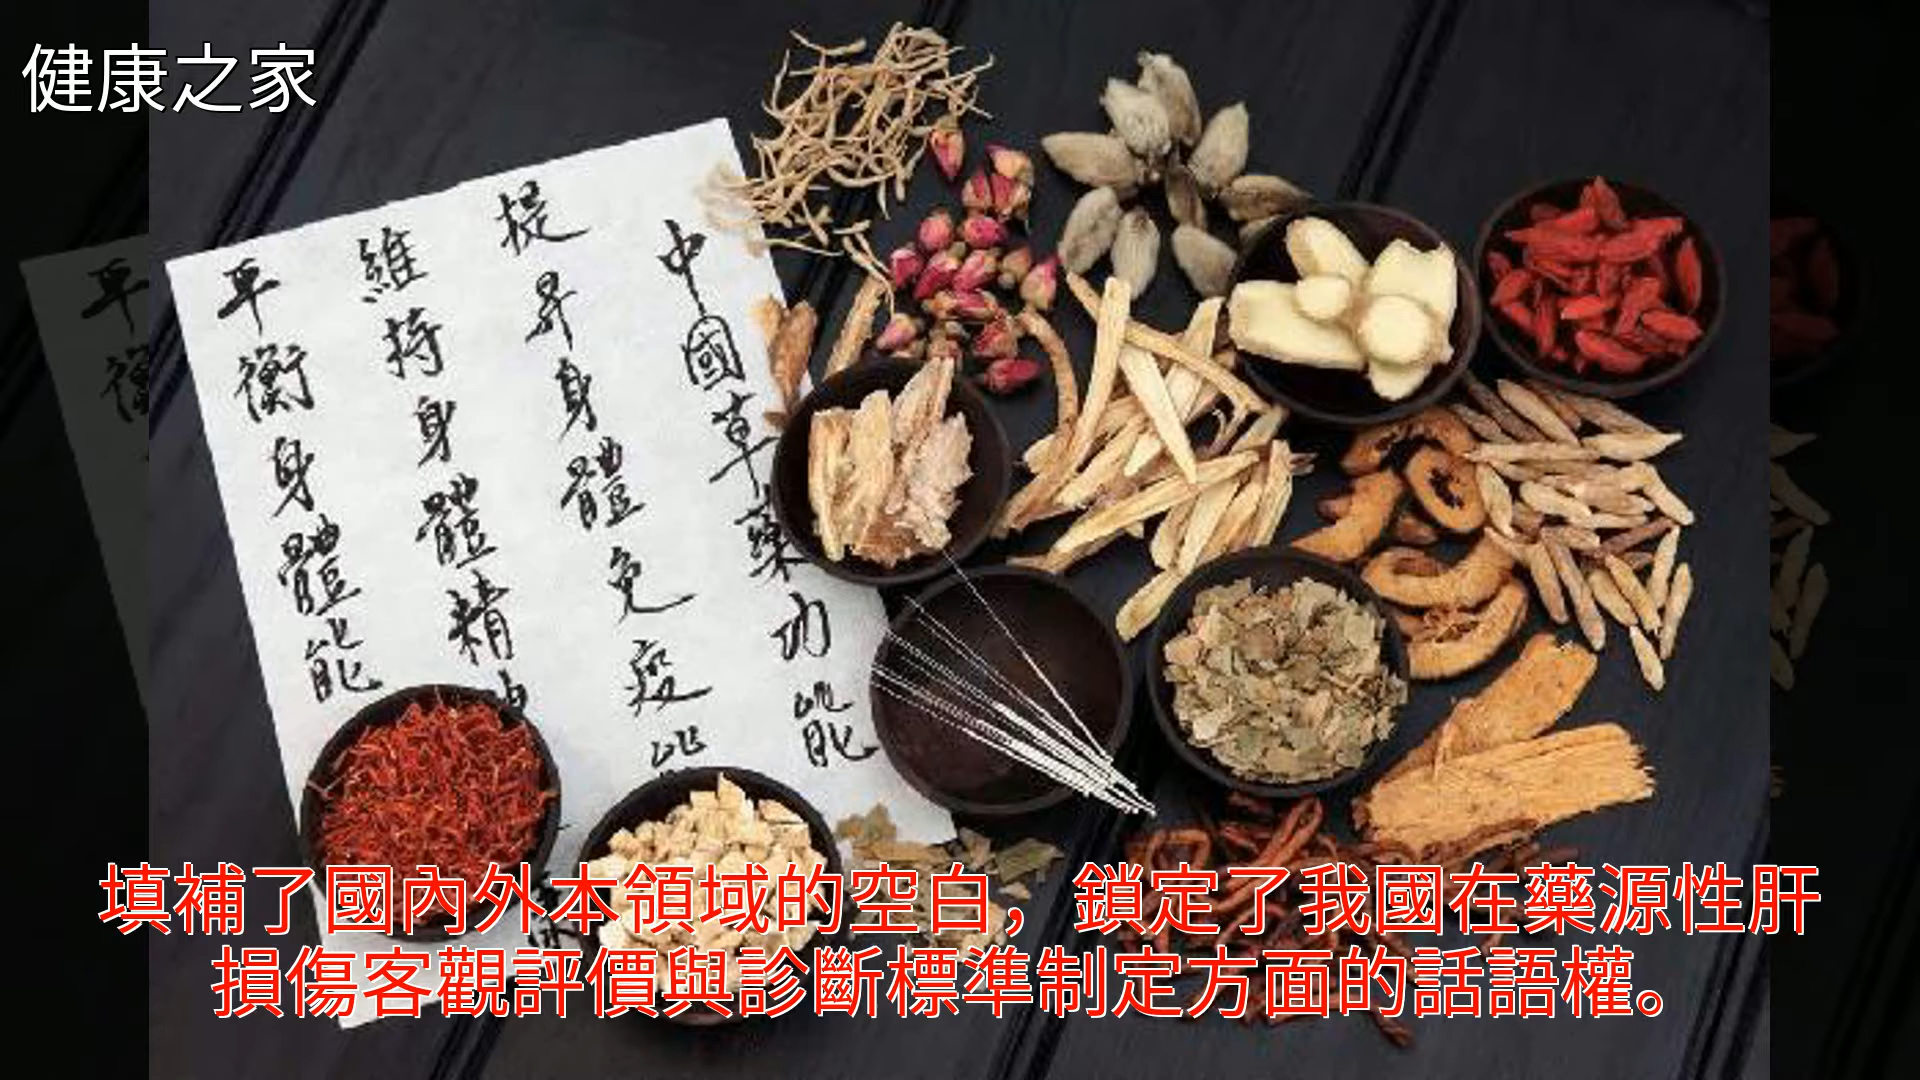 健康之家
中國草藥功能
提昇身體免疫能
維持身體精
平衡身體能
填補了國內外本領域的空白，鎖定了我國在藥源性肝
損傷客觀評價與診斷標準制定方面的話語權。